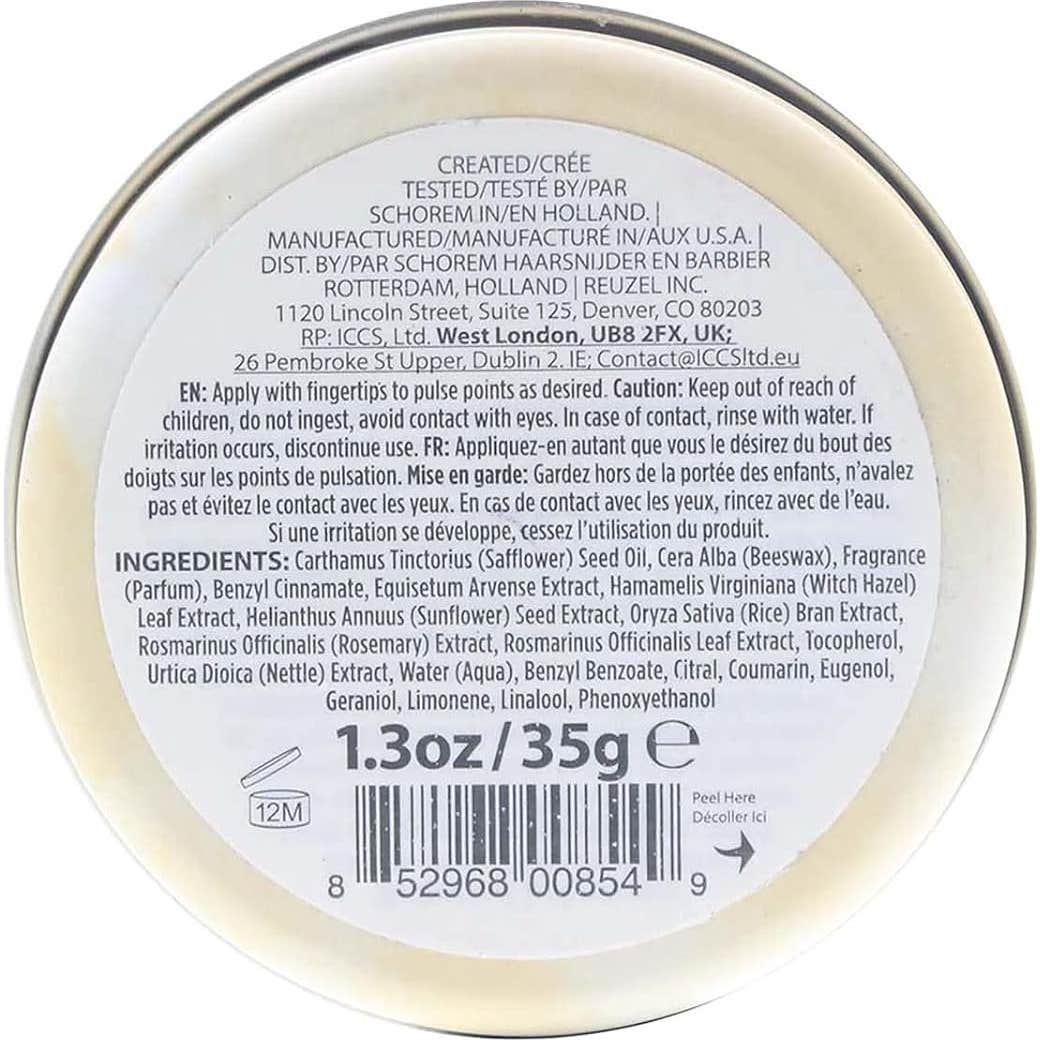 CREATED/CRÉE
TESTED/TESTÉ BY/PAR
SCHOREM IN/EN HOLLAND. |
MANUFACTURED/MANUFACTURÉ IN/AUX U.S.A. |
DIST. BY/PAR SCHOREM HAARSNIJDER EN BARBIER
ROTTERDAM, HOLLAND | REUZEL INC.
1120 Lincoln Street, Suite 125, Denver, CO 80203
RP: ICCS, Ltd. West London, UB8 2FX, UK;
26 Pembroke St Upper, Dublin 2. IE; Contact@ICCSltd.eu
EN: Apply with fingertips to pulse points as desired. Caution: Keep out of reach of
children, do not ingest, avoid contact with eyes. In case of contact, rinse with water. If
irritation occurs, discontinue use. FR: Appliquez-en autant que vous le désirez du bout des
doigts sur les points de pulsation. Mise en garde: Gardez hors de la portée des enfants, n'avalez
pas et évitez le contact avec les yeux. En cas de contact avec les yeux, rincez avec de l'eau.
Si une irritation se développe, cessez l'utilisation du produit.
INGREDIENTS: Carthamus Tinctorius (Safflower) Seed Oil, Cera Alba (Beeswax), Fragrance
(Parfum), Benzyl Cinnamate, Equisetum Arvense Extract, Hamamelis Virginiana (Witch Hazel)
Leaf Extract, Helianthus Annuus (Sunflower) Seed Extract, Oryza Sativa (Rice) Bran Extract,
Rosmarinus Officinalis (Rosemary) Extract, Rosmarinus Officinalis Leaf Extract, Tocopherol,
Urtica Dioica (Nettle) Extract, Water (Aqua), Benzyl Benzoate, Citral, Coumarin, Eugenol,
Geraniol, Limonene, Linalool, Phenoxyethanol
1.3oz / 35g ℮
12M
Peel Here
Décoller Ici
8 52968 00854 9